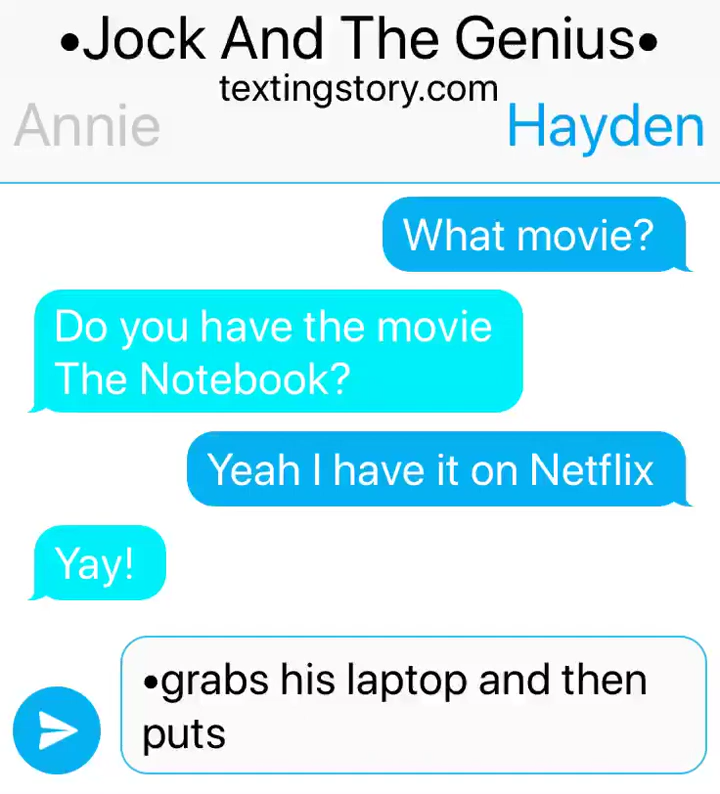 •Jock And The Genius•
textingstory.com
Annie
Hayden
What movie?
Do you have the movie
The Notebook?
Yeah I have it on Netflix
Yay!
•grabs his laptop and then
puts